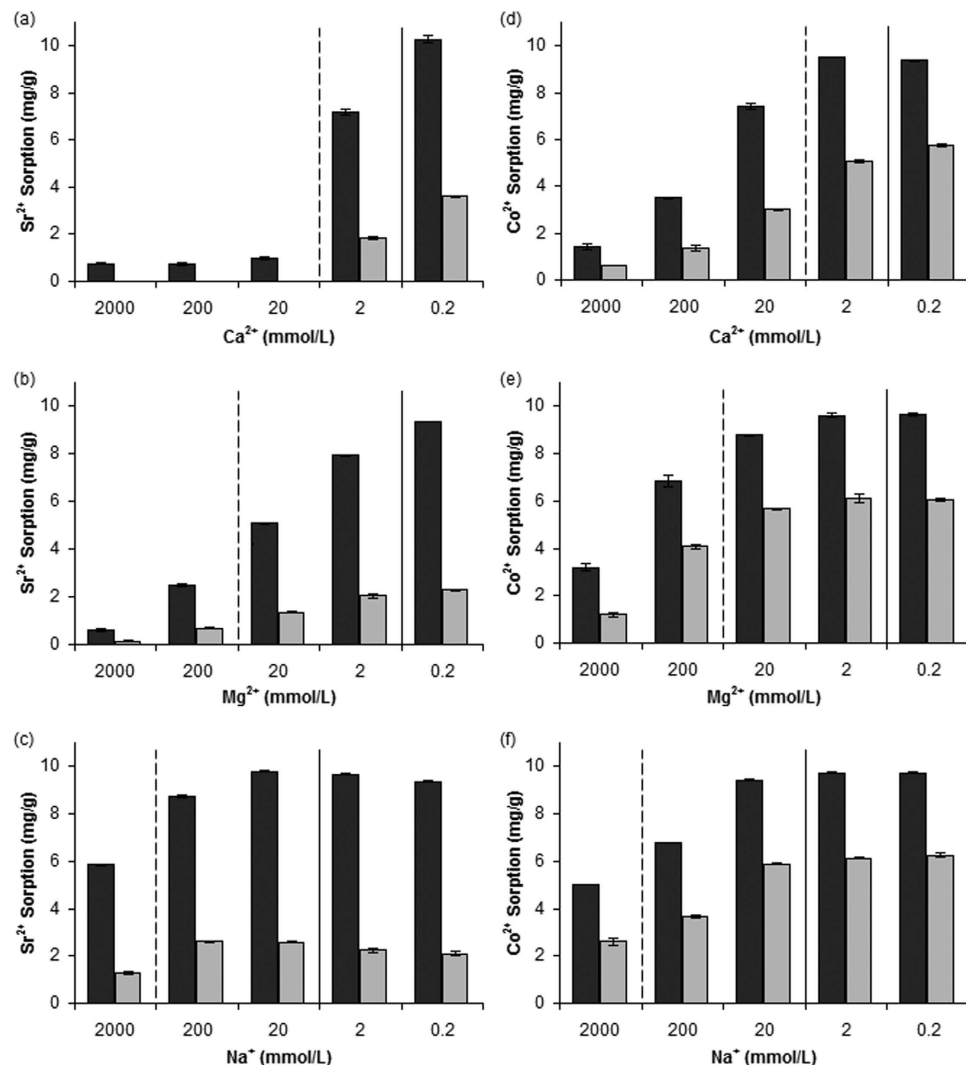 (a)
Sr²⁺ Sorption (mg/g)
10
8
6
4
2
0
2000 200 20 2 0.2
Ca²⁺ (mmol/L)
(d)
Co²⁺ Sorption (mg/g)
10
8
6
4
2
0
2000 200 20 2 0.2
Ca²⁺ (mmol/L)
(b)
Sr²⁺ Sorption (mg/g)
10
8
6
4
2
0
2000 200 20 2 0.2
Mg²⁺ (mmol/L)
(e)
Co²⁺ Sorption (mg/g)
10
8
6
4
2
0
2000 200 20 2 0.2
Mg²⁺ (mmol/L)
(c)
Sr²⁺ Sorption (mg/g)
10
8
6
4
2
0
2000 200 20 2 0.2
Na⁺ (mmol/L)
(f)
Co²⁺ Sorption (mg/g)
10
8
6
4
2
0
2000 200 20 2 0.2
Na⁺ (mmol/L)